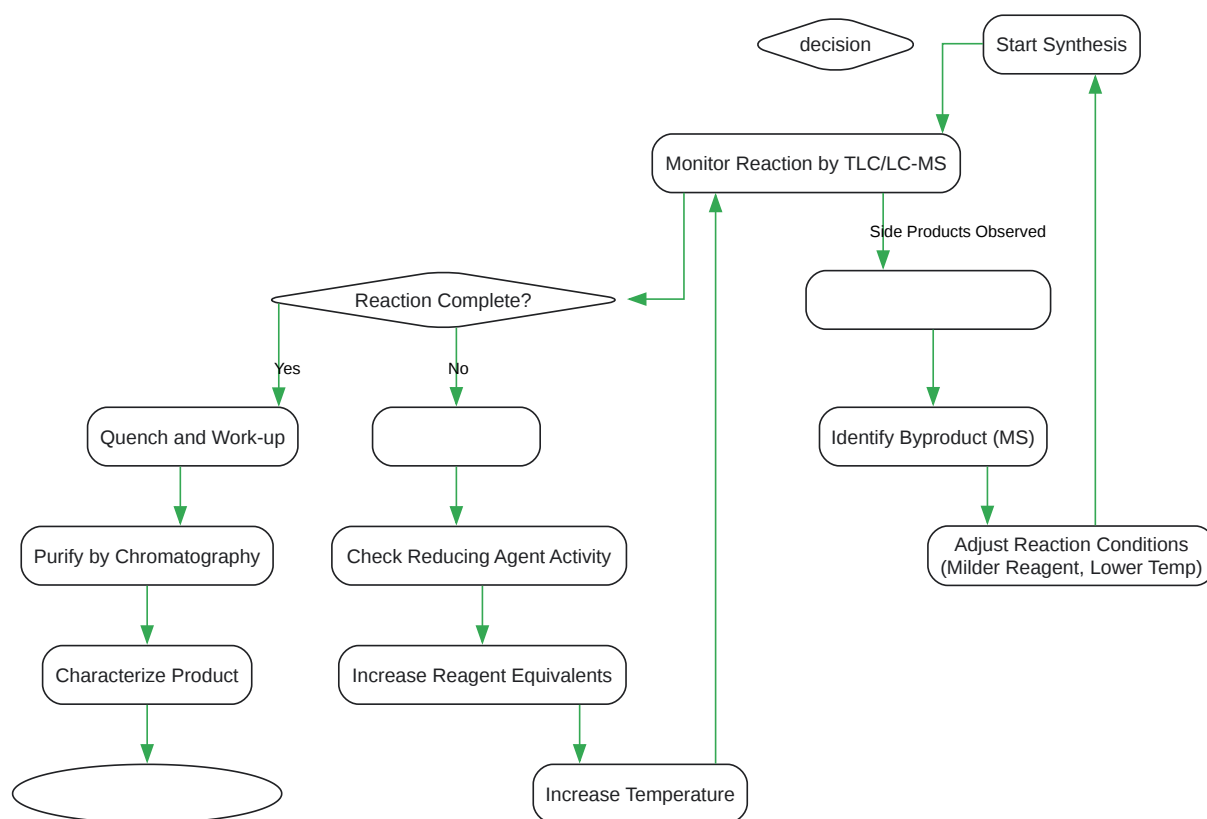 decision
Start Synthesis
Monitor Reaction by TLC/LC-MS
Side Products Observed
Reaction Complete?
Yes
No
Quench and Work-up
Identify Byproduct (MS)
Purify by Chromatography
Check Reducing Agent Activity
Adjust Reaction Conditions
(Milder Reagent, Lower Temp)
Characterize Product
Increase Reagent Equivalents
Increase Temperature